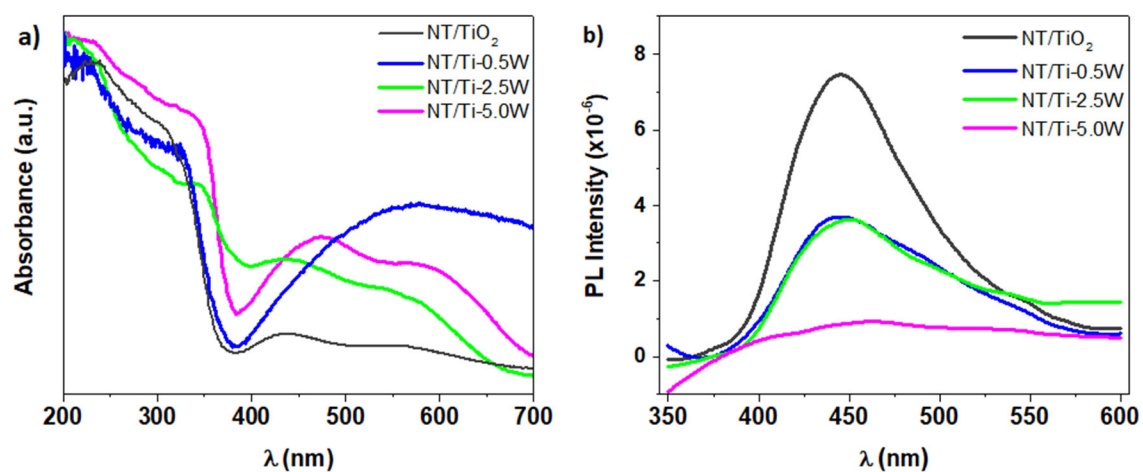 a)
NT/TiO₂
NT/Ti-0.5W
NT/Ti-2.5W
NT/Ti-5.0W
Absorbance (a.u.)
200 300 400 500 600 700
λ (nm)
b)
NT/TiO₂
NT/Ti-0.5W
NT/Ti-2.5W
NT/Ti-5.0W
PL Intensity (x10⁻⁶)
8
6
4
2
0
350 400 450 500 550 600
λ (nm)